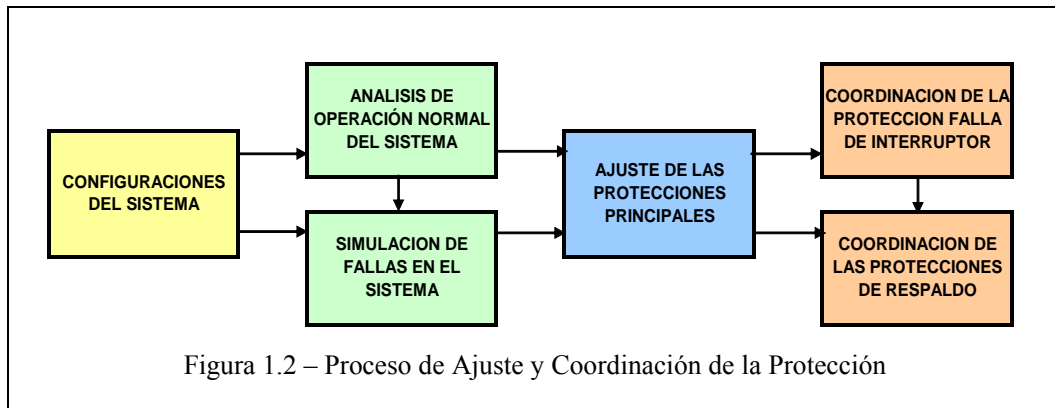 CONFIGURACIONES
DEL SISTEMA
ANALISIS DE
OPERACIÓN NORMAL
DEL SISTEMA
SIMULACION DE
FALLAS EN EL
SISTEMA
AJUSTE DE LAS
PROTECCIONES
PRINCIPALES
COORDINACION DE LA
PROTECCION FALLA
DE INTERRUPTOR
COORDINACION DE
LAS PROTECCIONES
DE RESPALDO
Figura 1.2 – Proceso de Ajuste y Coordinación de la Protección